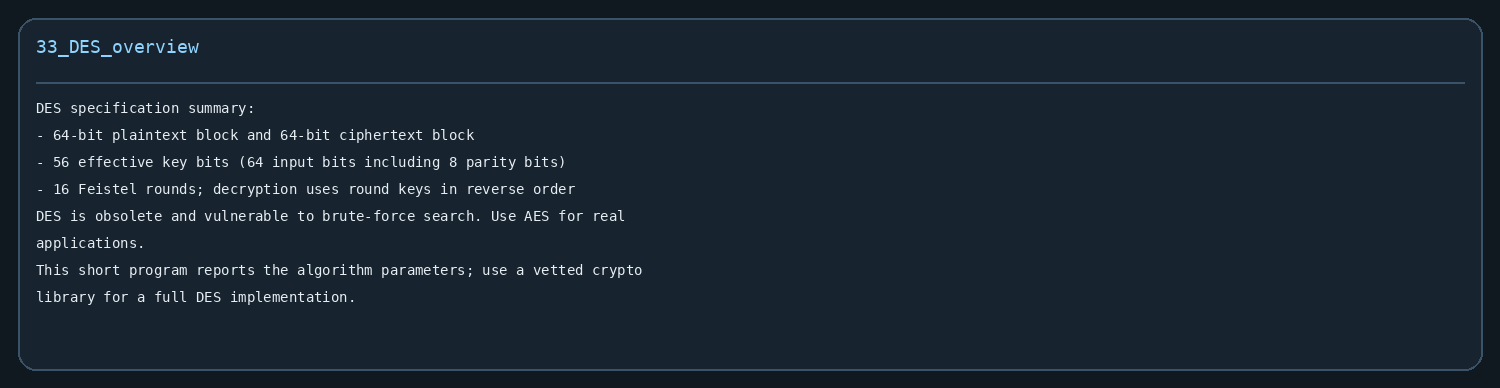 33_DES_overview
DES specification summary:
- 64-bit plaintext block and 64-bit ciphertext block
- 56 effective key bits (64 input bits including 8 parity bits)
- 16 Feistel rounds; decryption uses round keys in reverse order
DES is obsolete and vulnerable to brute-force search. Use AES for real
applications.
This short program reports the algorithm parameters; use a vetted crypto
library for a full DES implementation.